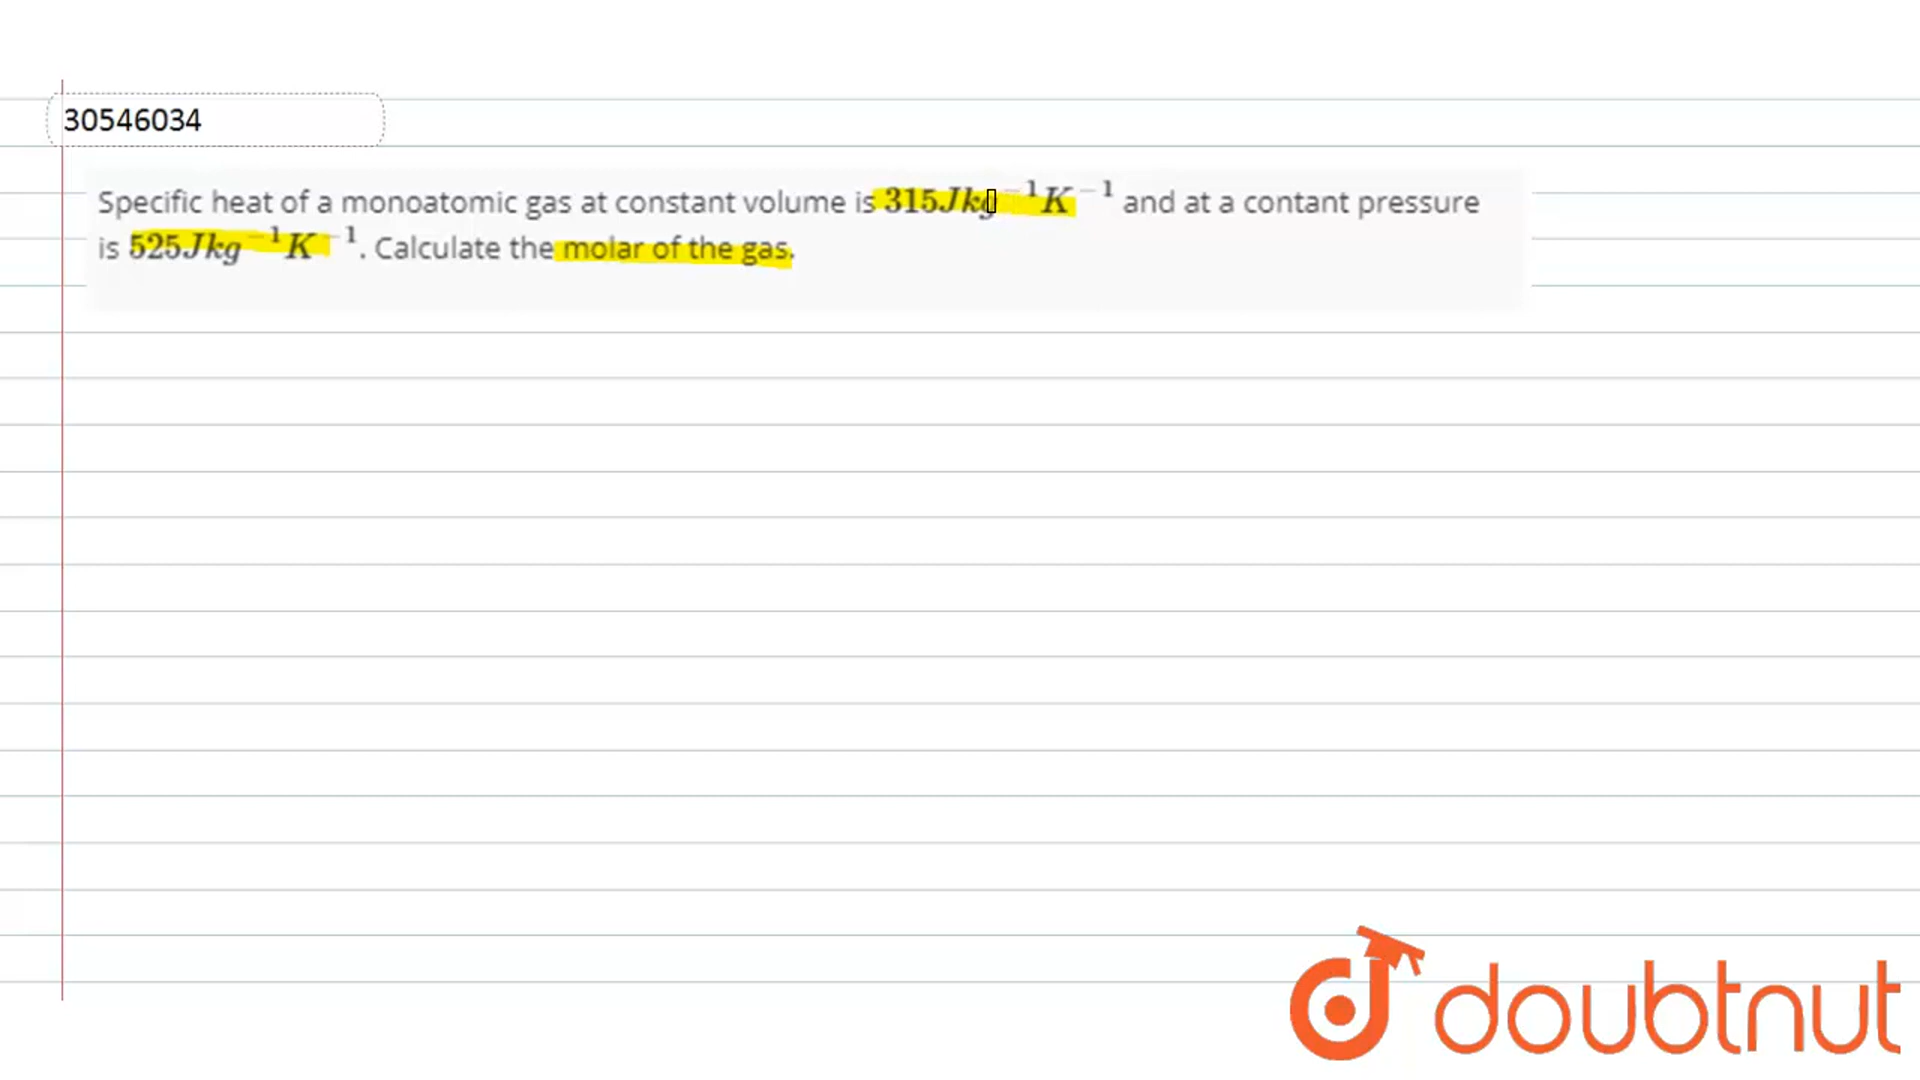 30546034
Specific heat of a monoatomic gas at constant volume is 315Jkg⁻¹K⁻¹ and at a contant pressure
is 525Jkg⁻¹K⁻¹. Calculate the molar of the gas.
doubtnut